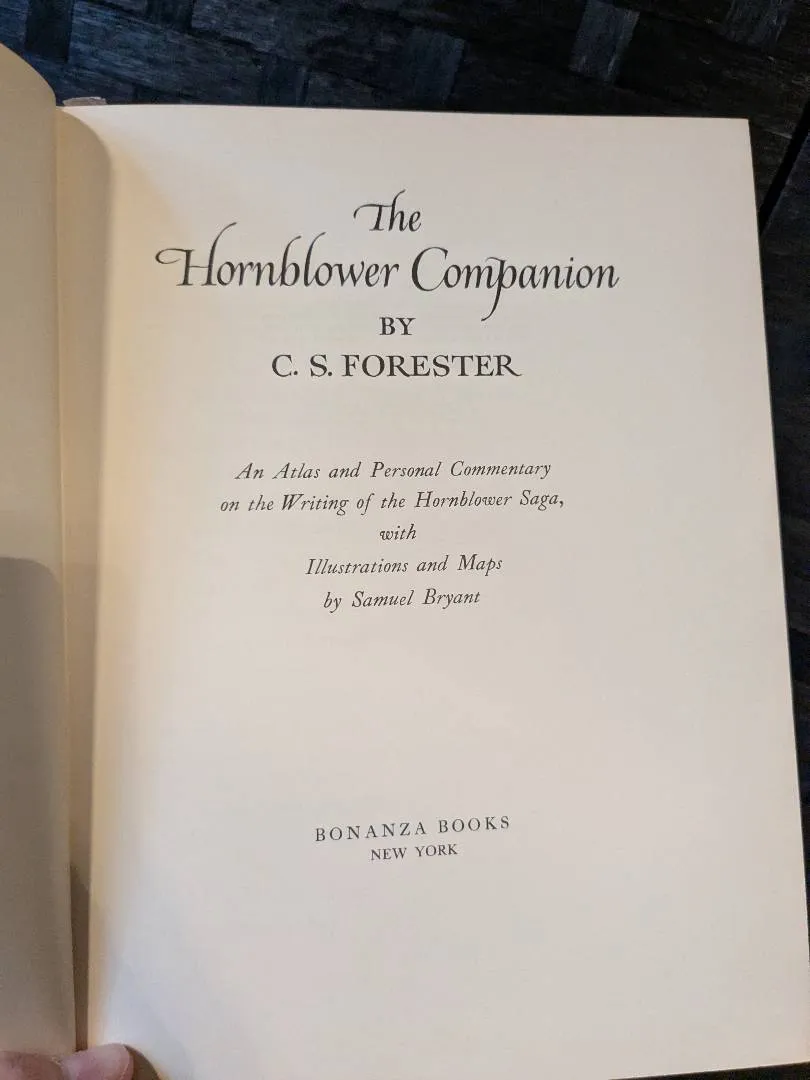 The
Hornblower Companion
BY
C. S. FORESTER
An Atlas and Personal Commentary
on the Writing of the Hornblower Saga,
with
Illustrations and Maps
by Samuel Bryant
BONANZA BOOKS
NEW YORK